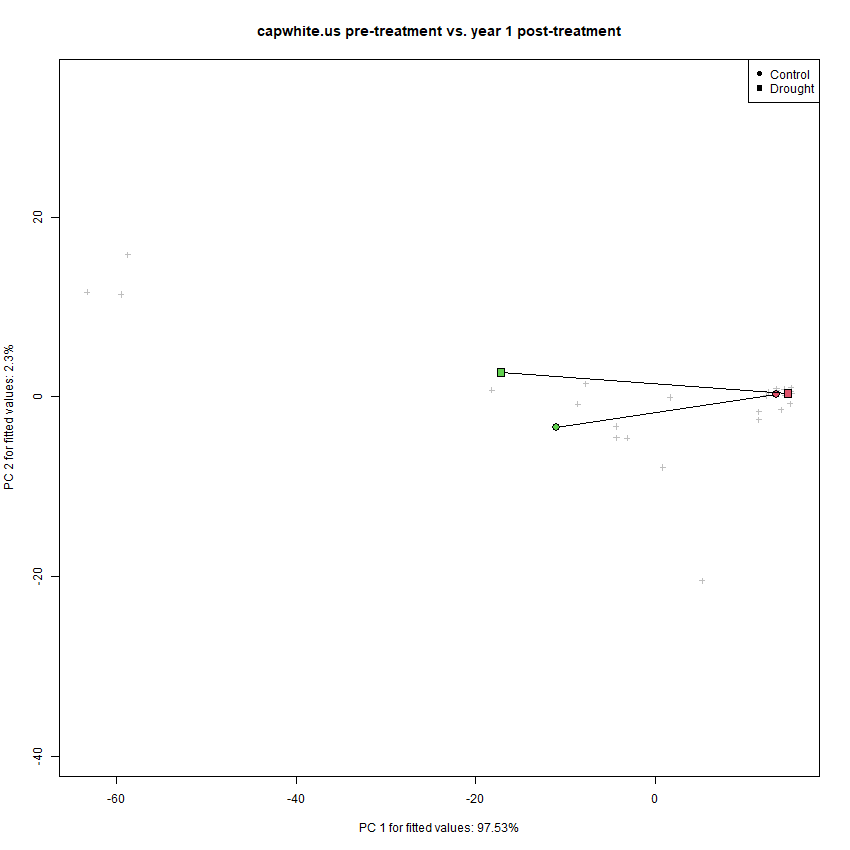 capwhite.us pre-treatment vs. year 1 post-treatment
Control
Drought
20
0
-20
-40
PC 2 for fitted values: 2.3%
-60
-40
-20
0
PC 1 for fitted values: 97.53%